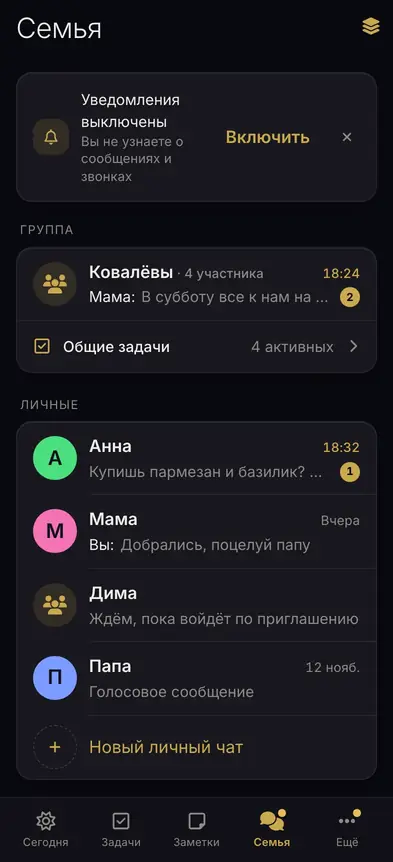 Семья
Уведомления
выключены
Вы не узнаете о
сообщениях и
звонках
Включить
ГРУППА
Ковалёвы · 4 участника 18:24
Мама: В субботу все к нам на ... 2
Общие задачи 4 активных
ЛИЧНЫЕ
А
Анна 18:32
Купишь пармезан и базилик? ... 1
М
Мама Вчера
Вы: Добрались, поцелуй папу
Дима
Ждём, пока войдёт по приглашению
П
Папа 12 нояб.
Голосовое сообщение
Новый личный чат
Сегодня Задачи Заметки Семья Ещё